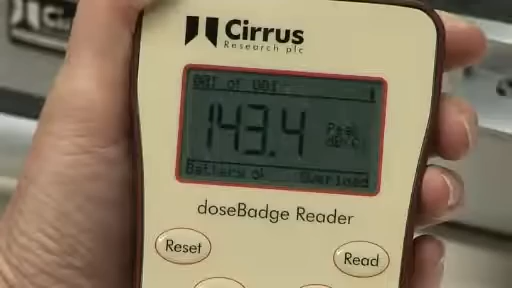 Cirrus
Research plc
001 of 001
143.4
Peak
dB(C)
Battery ok Overload
doseBadge Reader
Reset
Read